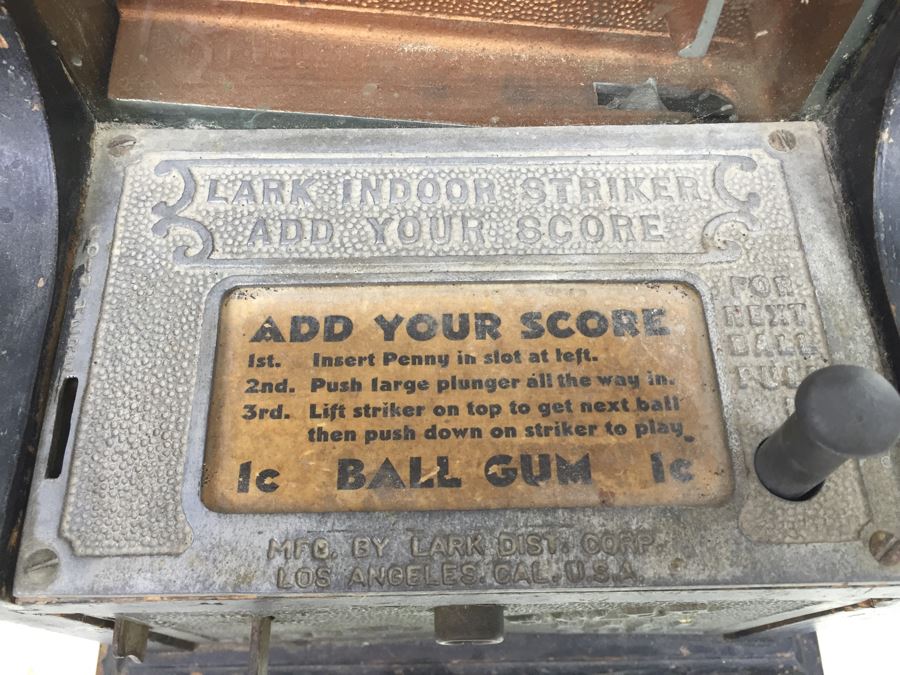 LARK INDOOR STRIKER
ADD YOUR SCORE
FOR
NEXT
BALL
ADD YOUR SCORE
1st. Insert Penny in slot at left.
2nd. Push large plunger all the way in.
3rd. Lift striker on top to get next ball
then push down on striker to play.
1c BALL GUM 1c
MFG. BY LARK DIST. CORP.
LOS ANGELES, CAL. U.S.A.